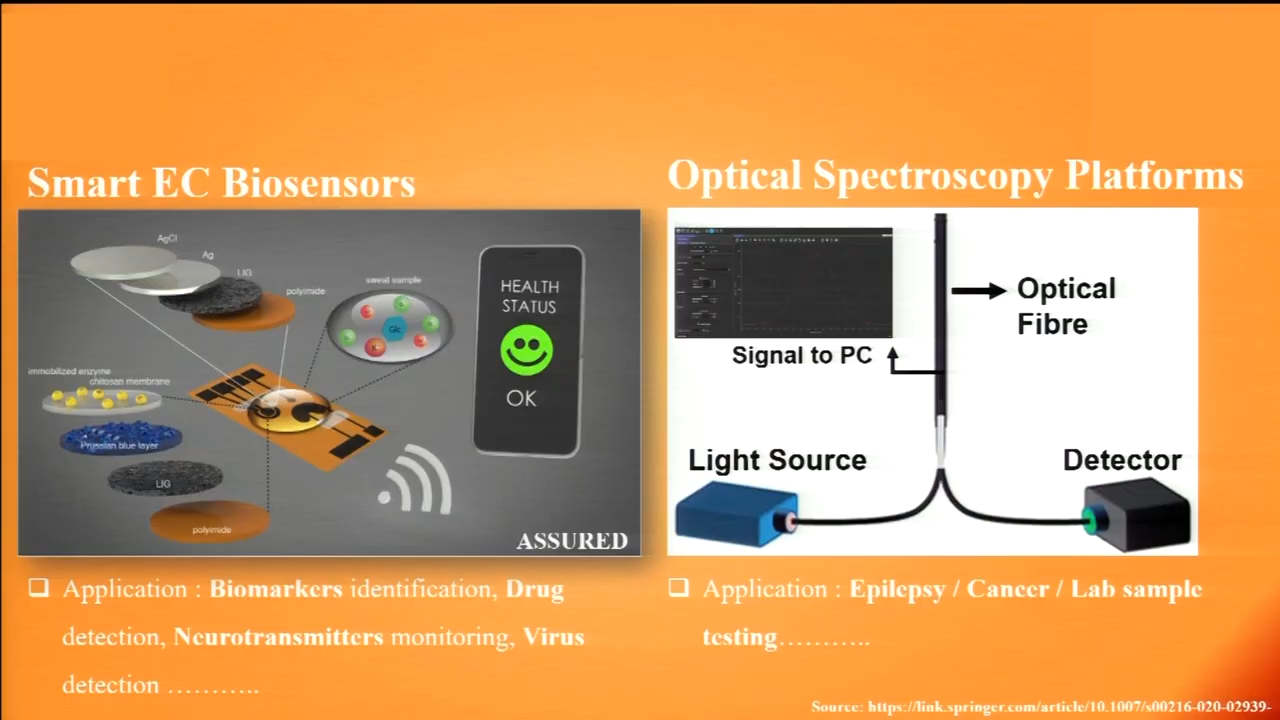 Smart EC Biosensors
AgCl
Ag
LIG
polyimide
sweat sample
Glc
immobilized enzyme
chitosan membrane
Prussian blue layer
LIG
polyimide
HEALTH
STATUS
OK
ASSURED
❑ Application : Biomarkers identification, Drug
detection, Neurotransmitters monitoring, Virus
detection ………..
Optical Spectroscopy Platforms
Optical
Fibre
Signal to PC
Light Source
Detector
❑ Application : Epilepsy / Cancer / Lab sample
testing………..
Source: https://link.springer.com/article/10.1007/s00216-020-02939-